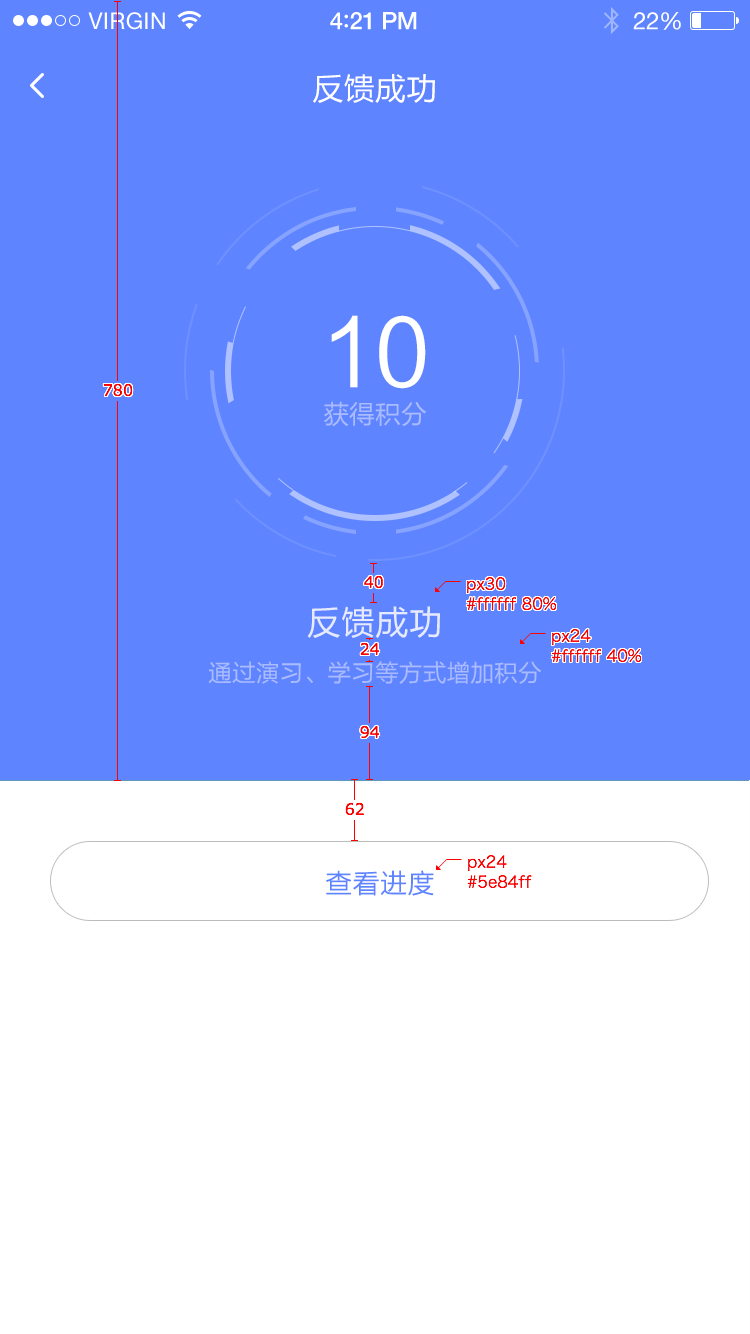 VIRGIN 4:21 PM 22%
反馈成功
10
780
获得积分
40
px30
#ffffff 80%
反馈成功
px24
#ffffff 40%
24
通过演习、学习等方式增加积分
94
62
px24
#5e84ff
查看进度